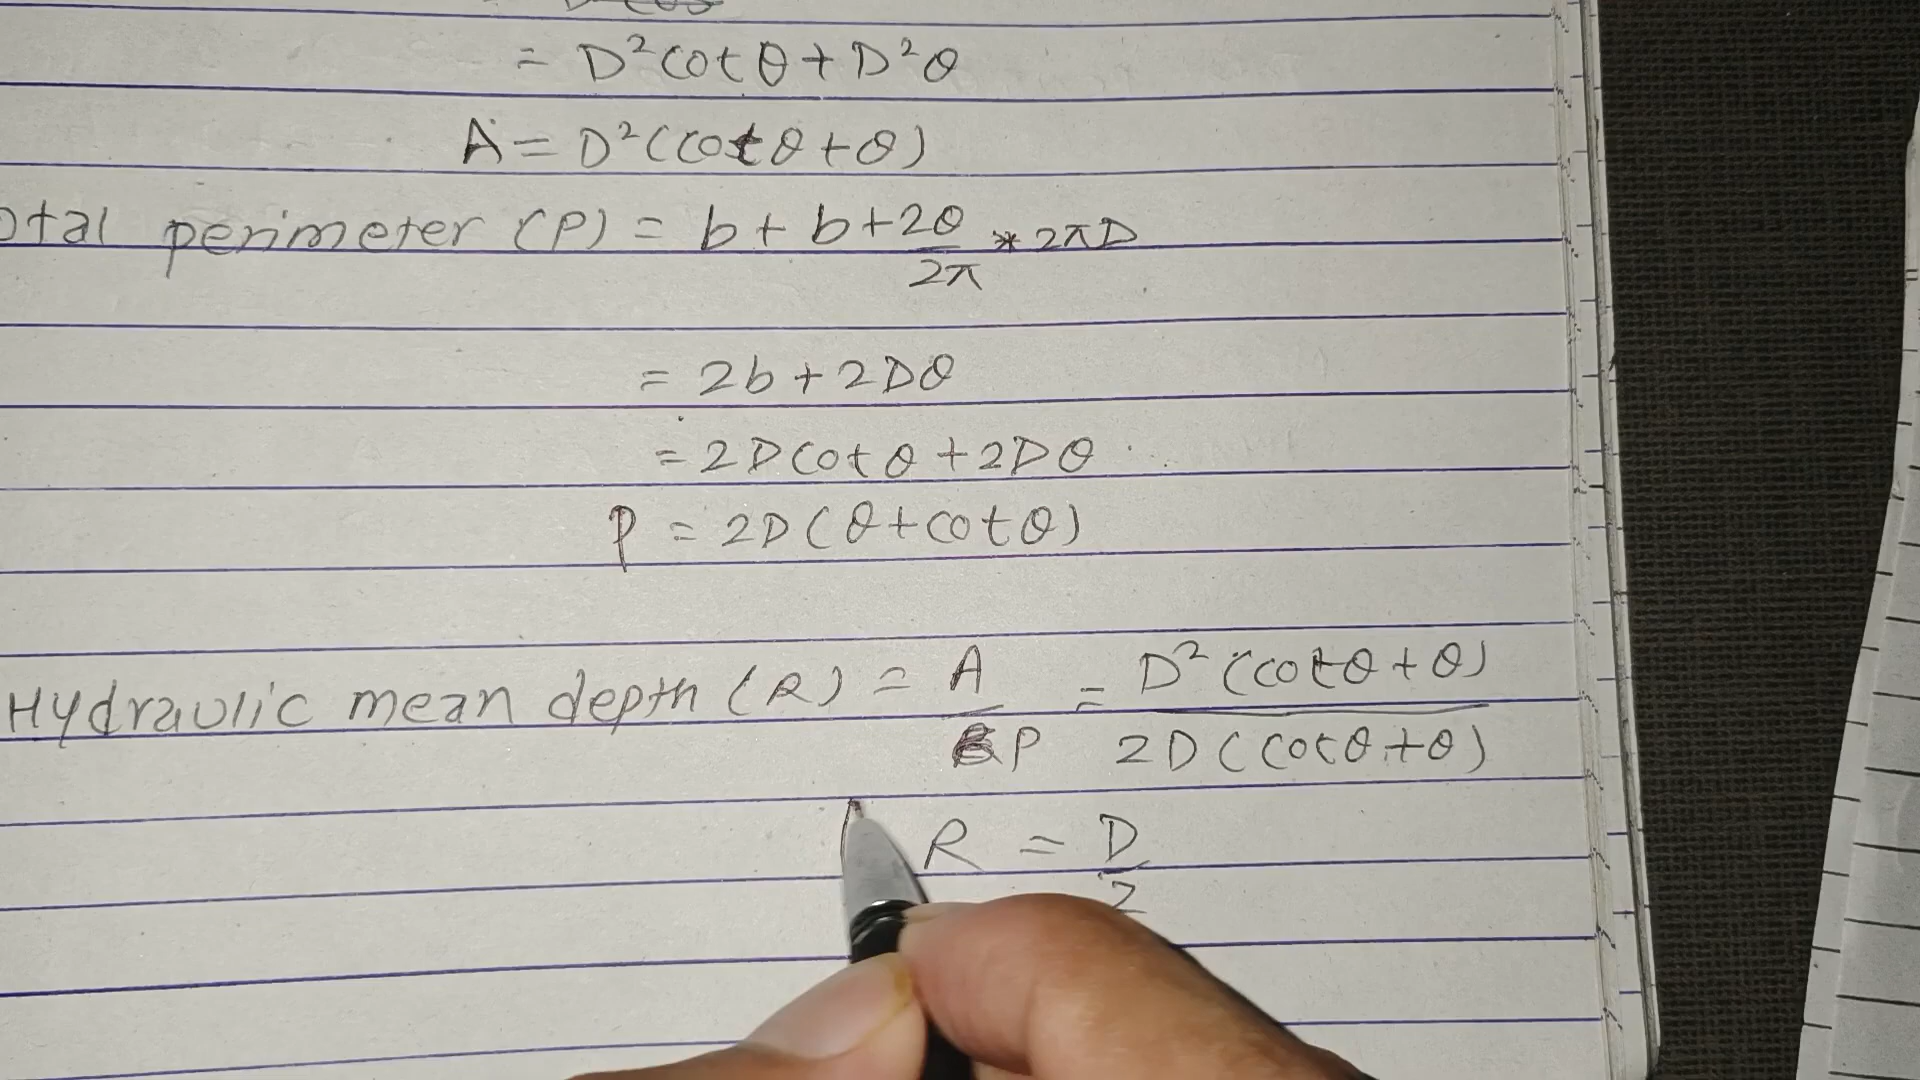 = D²cotθ + D²θ
A = D²(cotθ + θ)
otal perimeter (P) = b + b + 2θ/2π * 2πD
= 2b + 2Dθ
= 2Dcotθ + 2Dθ
P = 2D(θ + cotθ)
Hydraulic mean depth (R) = A/P = D²(cotθ + θ)/2D(cotθ + θ)
R = D/2